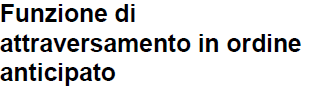 Funzione di
attraversamento in ordine
anticipato